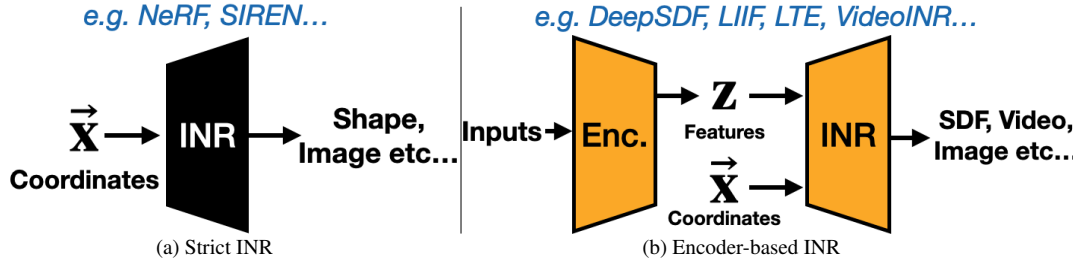 e.g. NeRF, SIREN…
x
Coordinates
INR
Shape,
Image etc…
(a) Strict INR
e.g. DeepSDF, LIIF, LTE, VideoINR…
Inputs
Enc.
z
Features
x
Coordinates
INR
SDF, Video,
Image etc…
(b) Encoder-based INR